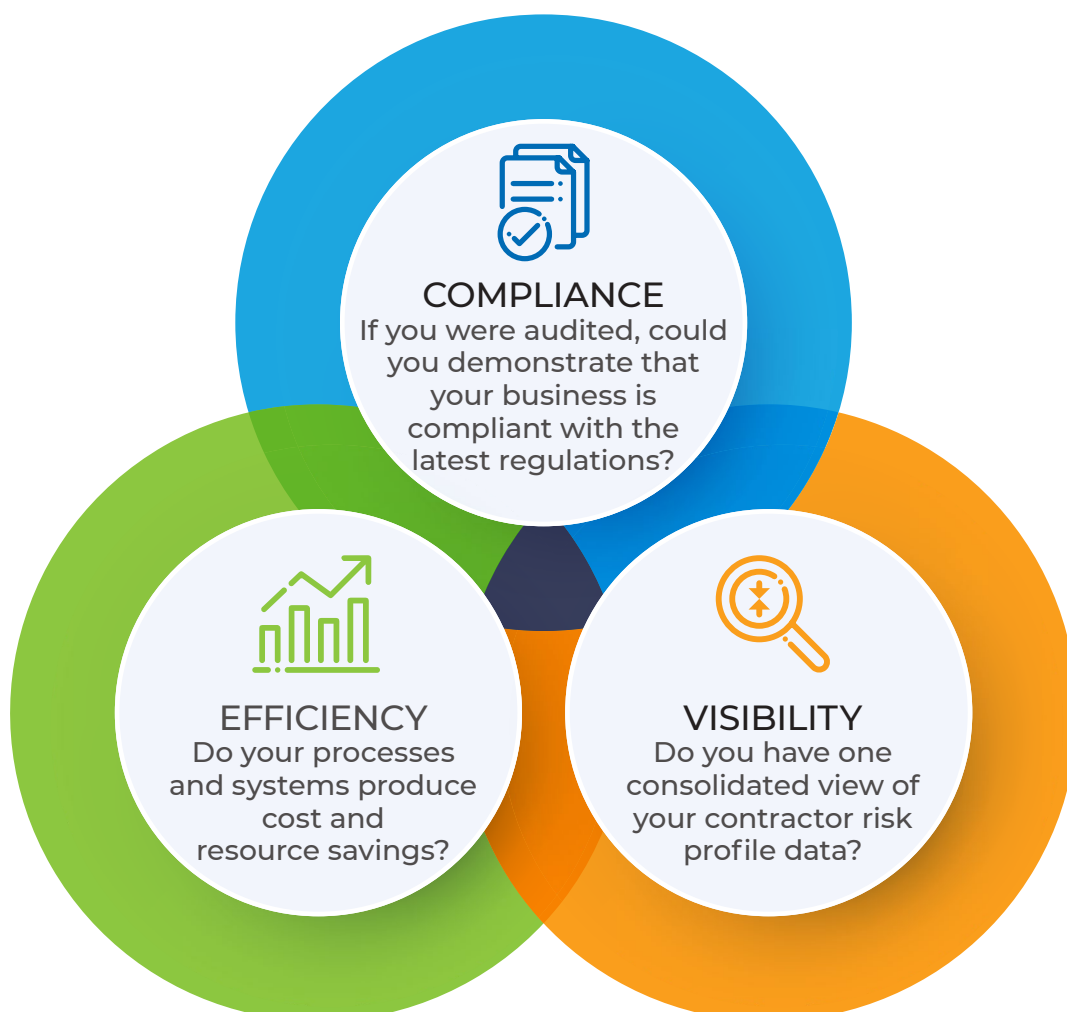 COMPLIANCE
If you were audited, could
you demonstrate that
your business is
compliant with the
latest regulations?
EFFICIENCY
Do your processes
and systems produce
cost and
resource savings?
VISIBILITY
Do you have one
consolidated view of
your contractor risk
profile data?